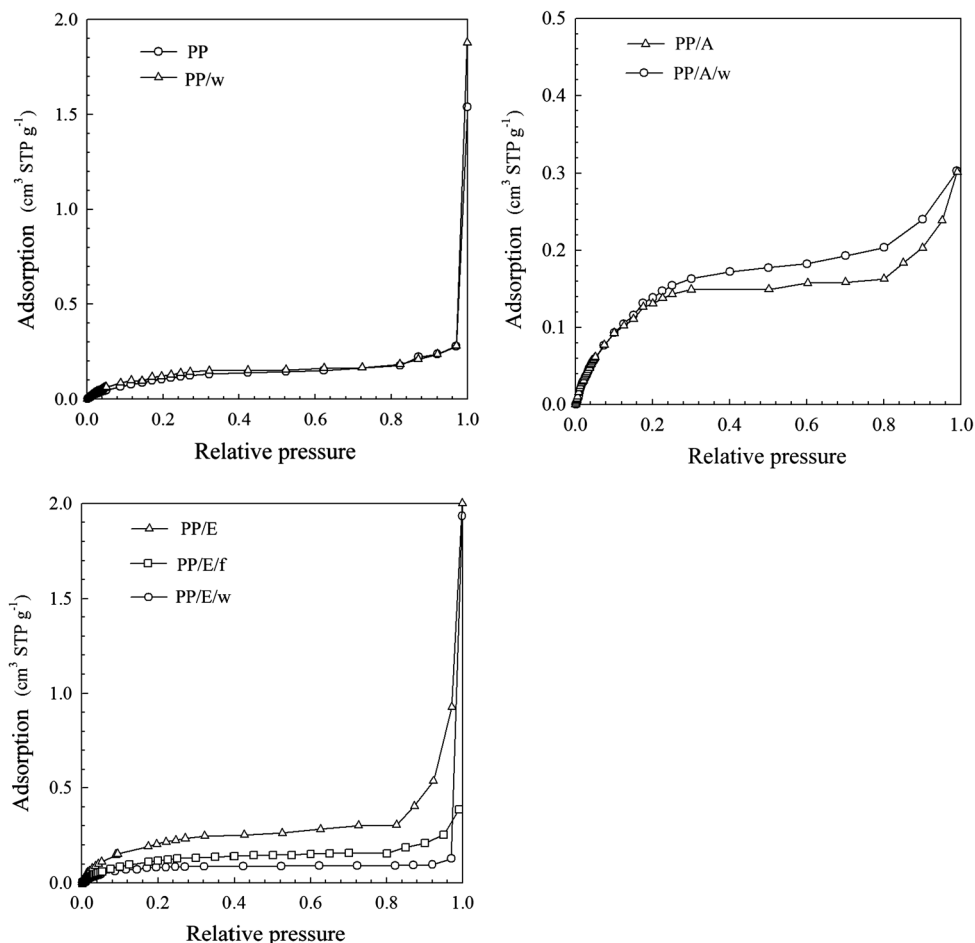 2.0
1.5
1.0
0.5
0.0
Adsorption (cm³ STP g⁻¹)
PP
PP/w
0.0 0.2 0.4 0.6 0.8 1.0
Relative pressure
0.5
0.4
0.3
0.2
0.1
0.0
Adsorption (cm³ STP g⁻¹)
PP/A
PP/A/w
0.0 0.2 0.4 0.6 0.8 1.0
Relative pressure
2.0
1.5
1.0
0.5
0.0
Adsorption (cm³ STP g⁻¹)
PP/E
PP/E/f
PP/E/w
0.0 0.2 0.4 0.6 0.8 1.0
Relative pressure